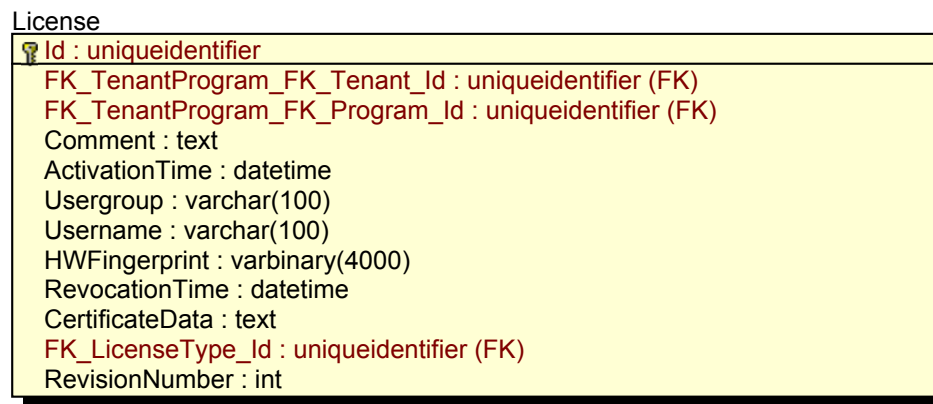 License
Id : uniqueidentifier
FK_TenantProgram_FK_Tenant_Id : uniqueidentifier (FK)
FK_TenantProgram_FK_Program_Id : uniqueidentifier (FK)
Comment : text
ActivationTime : datetime
Usergroup : varchar(100)
Username : varchar(100)
HWFingerprint : varbinary(4000)
RevocationTime : datetime
CertificateData : text
FK_LicenseType_Id : uniqueidentifier (FK)
RevisionNumber : int